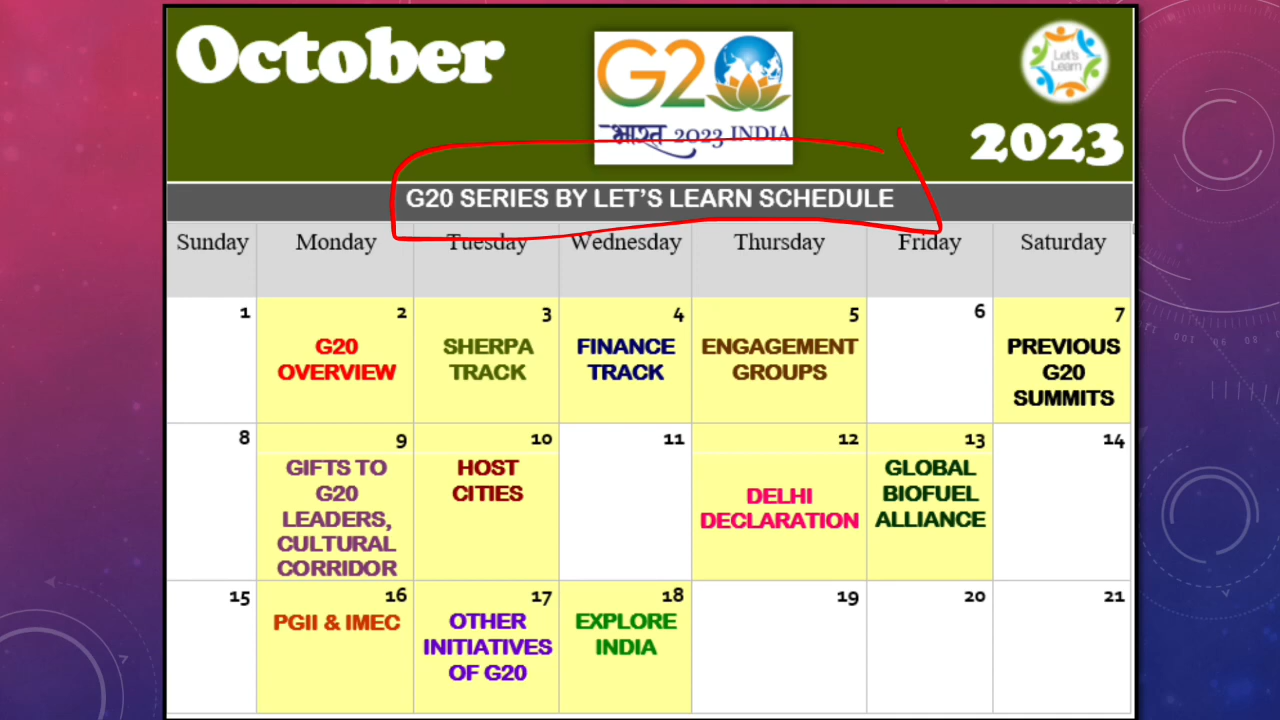 October
G20
भारत 2023 INDIA
Let's
Learn
2023
G20 SERIES BY LET'S LEARN SCHEDULE
Sunday Monday Tuesday Wednesday Thursday Friday Saturday
1 2 3 4 5 6 7
G20 OVERVIEW
SHERPA TRACK
FINANCE TRACK
ENGAGEMENT GROUPS
PREVIOUS G20 SUMMITS
8 9 10 11 12 13 14
GIFTS TO G20 LEADERS, CULTURAL CORRIDOR
HOST CITIES
DELHI DECLARATION
GLOBAL BIOFUEL ALLIANCE
15 16 17 18 19 20 21
PGII & IMEC
OTHER INITIATIVES OF G20
EXPLORE INDIA